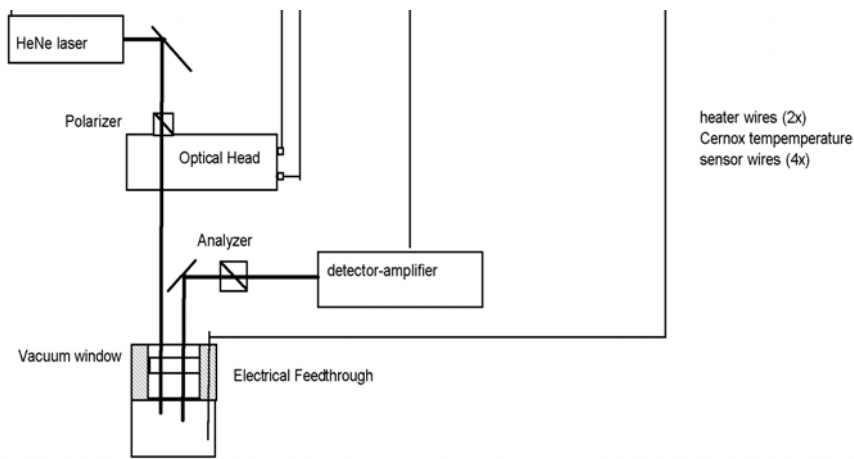 HeNe laser
Polarizer
Optical Head
heater wires (2x)
Cernox tempemperature
sensor wires (4x)
Analyzer
detector-amplifier
Vacuum window
Electrical Feedthrough